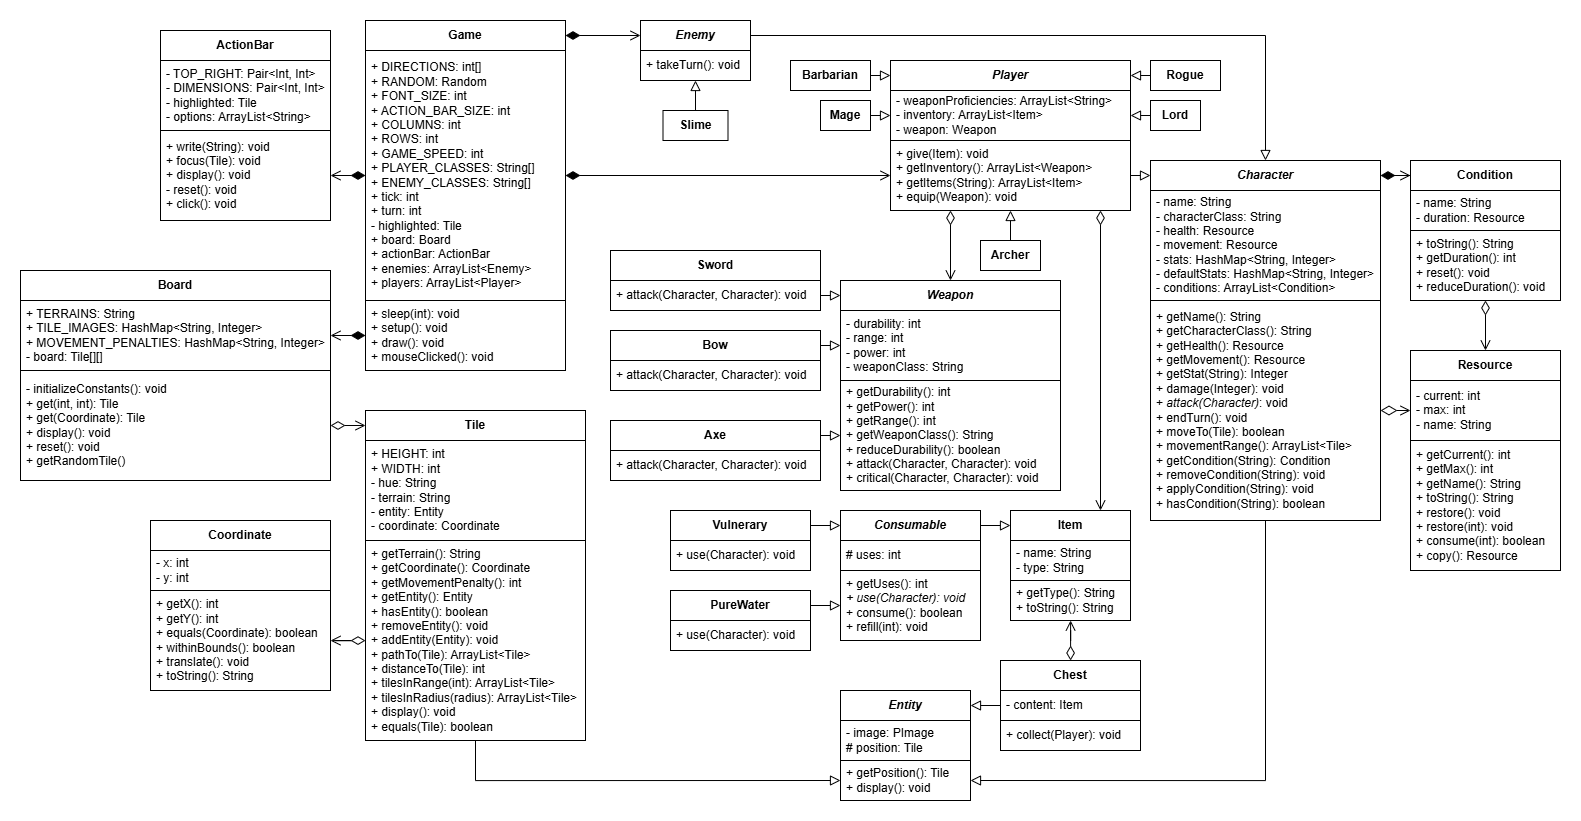 ActionBar
- TOP_RIGHT: Pair<Int, Int>
- DIMENSIONS: Pair<Int, Int>
- highlighted: Tile
- options: ArrayList<String>
+ write(String): void
+ focus(Tile): void
+ display(): void
- reset(): void
+ click(): void
Game
+ DIRECTIONS: int[]
+ RANDOM: Random
+ FONT_SIZE: int
+ ACTION_BAR_SIZE: int
+ COLUMNS: int
+ ROWS: int
+ GAME_SPEED: int
+ PLAYER_CLASSES: String[]
+ ENEMY_CLASSES: String[]
+ tick: int
+ turn: int
- highlighted: Tile
+ board: Board
+ actionBar: ActionBar
+ enemies: ArrayList<Enemy>
+ players: ArrayList<Player>
+ sleep(int): void
+ setup(): void
+ draw(): void
+ mouseClicked(): void
Enemy
+ takeTurn(): void
Slime
Barbarian
Mage
Player
- weaponProficiencies: ArrayList<String>
- inventory: ArrayList<Item>
- weapon: Weapon
+ give(Item): void
+ getInventory(): ArrayList<Weapon>
+ getItems(String): ArrayList<Item>
+ equip(Weapon): void
Rogue
Lord
Archer
Character
- name: String
- characterClass: String
- health: Resource
- movement: Resource
- stats: HashMap<String, Integer>
- defaultStats: HashMap<String, Integer>
- conditions: ArrayList<Condition>
+ getName(): String
+ getCharacterClass(): String
+ getHealth(): Resource
+ getMovement(): Resource
+ getStat(String): Integer
+ damage(Integer): void
+ attack(Character): void
+ endTurn(): void
+ moveTo(Tile): boolean
+ movementRange(): ArrayList<Tile>
+ getCondition(String): Condition
+ removeCondition(String): void
+ applyCondition(String): void
+ hasCondition(String): boolean
Condition
- name: String
- duration: Resource
+ toString(): String
+ getDuration(): int
+ reset(): void
+ reduceDuration(): void
Resource
- current: int
- max: int
- name: String
+ getCurrent(): int
+ getMax(): int
+ getName(): String
+ toString(): String
+ restore(): void
+ restore(int): void
+ consume(int): boolean
+ copy(): Resource
Board
+ TERRAINS: String
+ TILE_IMAGES: HashMap<String, Integer>
+ MOVEMENT_PENALTIES: HashMap<String, Integer>
- board: Tile[][]
- initializeConstants(): void
+ get(int, int): Tile
+ get(Coordinate): Tile
+ display(): void
+ reset(): void
+ getRandomTile()
Sword
+ attack(Character, Character): void
Bow
+ attack(Character, Character): void
Axe
+ attack(Character, Character): void
Weapon
- durability: int
- range: int
- power: int
- weaponClass: String
+ getDurability(): int
+ getPower(): int
+ getRange(): int
+ getWeaponClass(): String
+ reduceDurability(): boolean
+ attack(Character, Character): void
+ critical(Character, Character): void
Tile
+ HEIGHT: int
+ WIDTH: int
- hue: String
- terrain: String
- entity: Entity
- coordinate: Coordinate
+ getTerrain(): String
+ getCoordinate(): Coordinate
+ getMovementPenalty(): int
+ getEntity(): Entity
+ hasEntity(): boolean
+ removeEntity(): void
+ addEntity(Entity): void
+ pathTo(Tile): ArrayList<Tile>
+ distanceTo(Tile): int
+ tilesInRange(int): ArrayList<Tile>
+ tilesInRadius(radius): ArrayList<Tile>
+ display(): void
+ equals(Tile): boolean
Coordinate
- x: int
- y: int
+ getX(): int
+ getY(): int
+ equals(Coordinate): boolean
+ withinBounds(): boolean
+ translate(): void
+ toString(): String
Vulnerary
+ use(Character): void
PureWater
+ use(Character): void
Consumable
# uses: int
+ getUses(): int
+ use(Character): void
+ consume(): boolean
+ refill(int): void
Item
- name: String
- type: String
+ getType(): String
+ toString(): String
Chest
- content: Item
+ collect(Player): void
Entity
- image: PImage
# position: Tile
+ getPosition(): Tile
+ display(): void